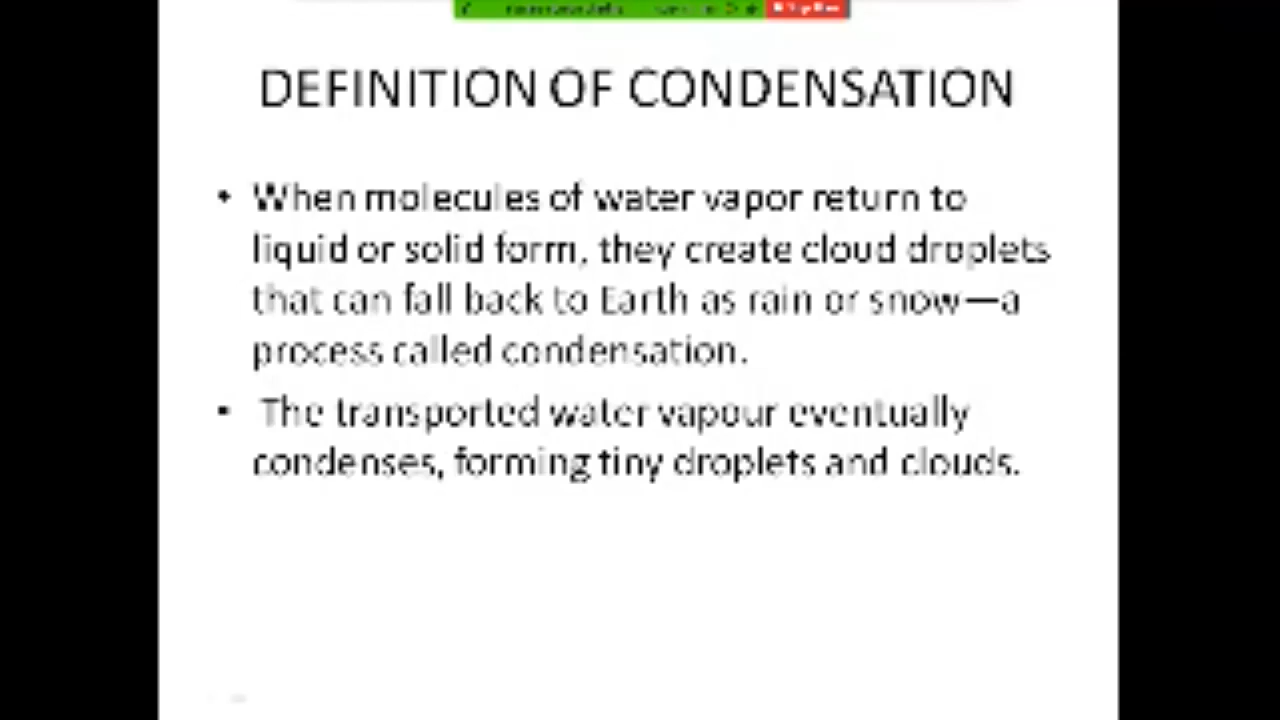 DEFINITION OF CONDENSATION
• When molecules of water vapor return to
liquid or solid form, they create cloud droplets
that can fall back to Earth as rain or snow—a
process called condensation.
• The transported water vapour eventually
condenses, forming tiny droplets and clouds.